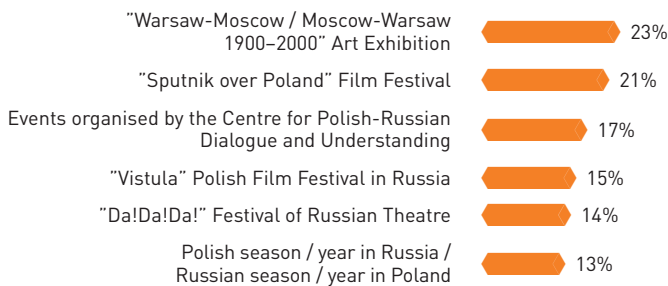 ”Warsaw-Moscow / Moscow-Warsaw
1900–2000” Art Exhibition
23%
”Sputnik over Poland” Film Festival
21%
Events organised by the Centre for Polish-Russian
Dialogue and Understanding
17%
”Vistula” Polish Film Festival in Russia
15%
”Da!Da!Da!” Festival of Russian Theatre
14%
Polish season / year in Russia /
Russian season / year in Poland
13%